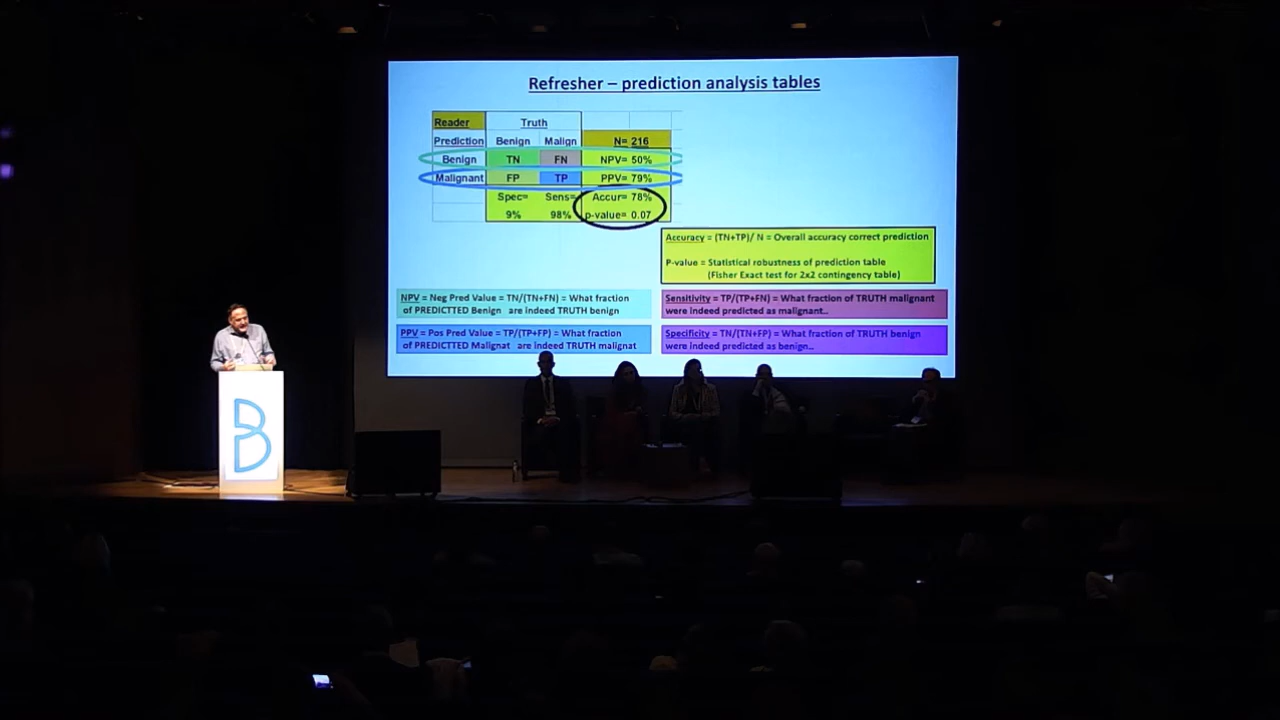 Refresher – prediction analysis tables
Reader Truth
Prediction Benign Malign N= 216
Benign TN FN NPV= 50%
Malignant FP TP PPV= 79%
Spec= Sens= Accur= 78%
9% 98% p-value= 0.07
Accuracy = (TN+TP)/ N = Overall accuracy correct prediction
P-value = Statistical robustness of prediction table
(Fisher Exact test for 2x2 contingency table)
NPV = Neg Pred Value = TN/(TN+FN) = What fraction
of PREDICTTED Benign are indeed TRUTH benign
Sensitivity = TP/(TP+FN) = What fraction of TRUTH malignant
were indeed predicted as malignant..
PPV = Pos Pred Value = TP/(TP+FP) = What fraction
of PREDICTTED Malignat are indeed TRUTH malignat
Specificity = TN/(TN+FP) = What fraction of TRUTH benign
were indeed predicted as benign..
B